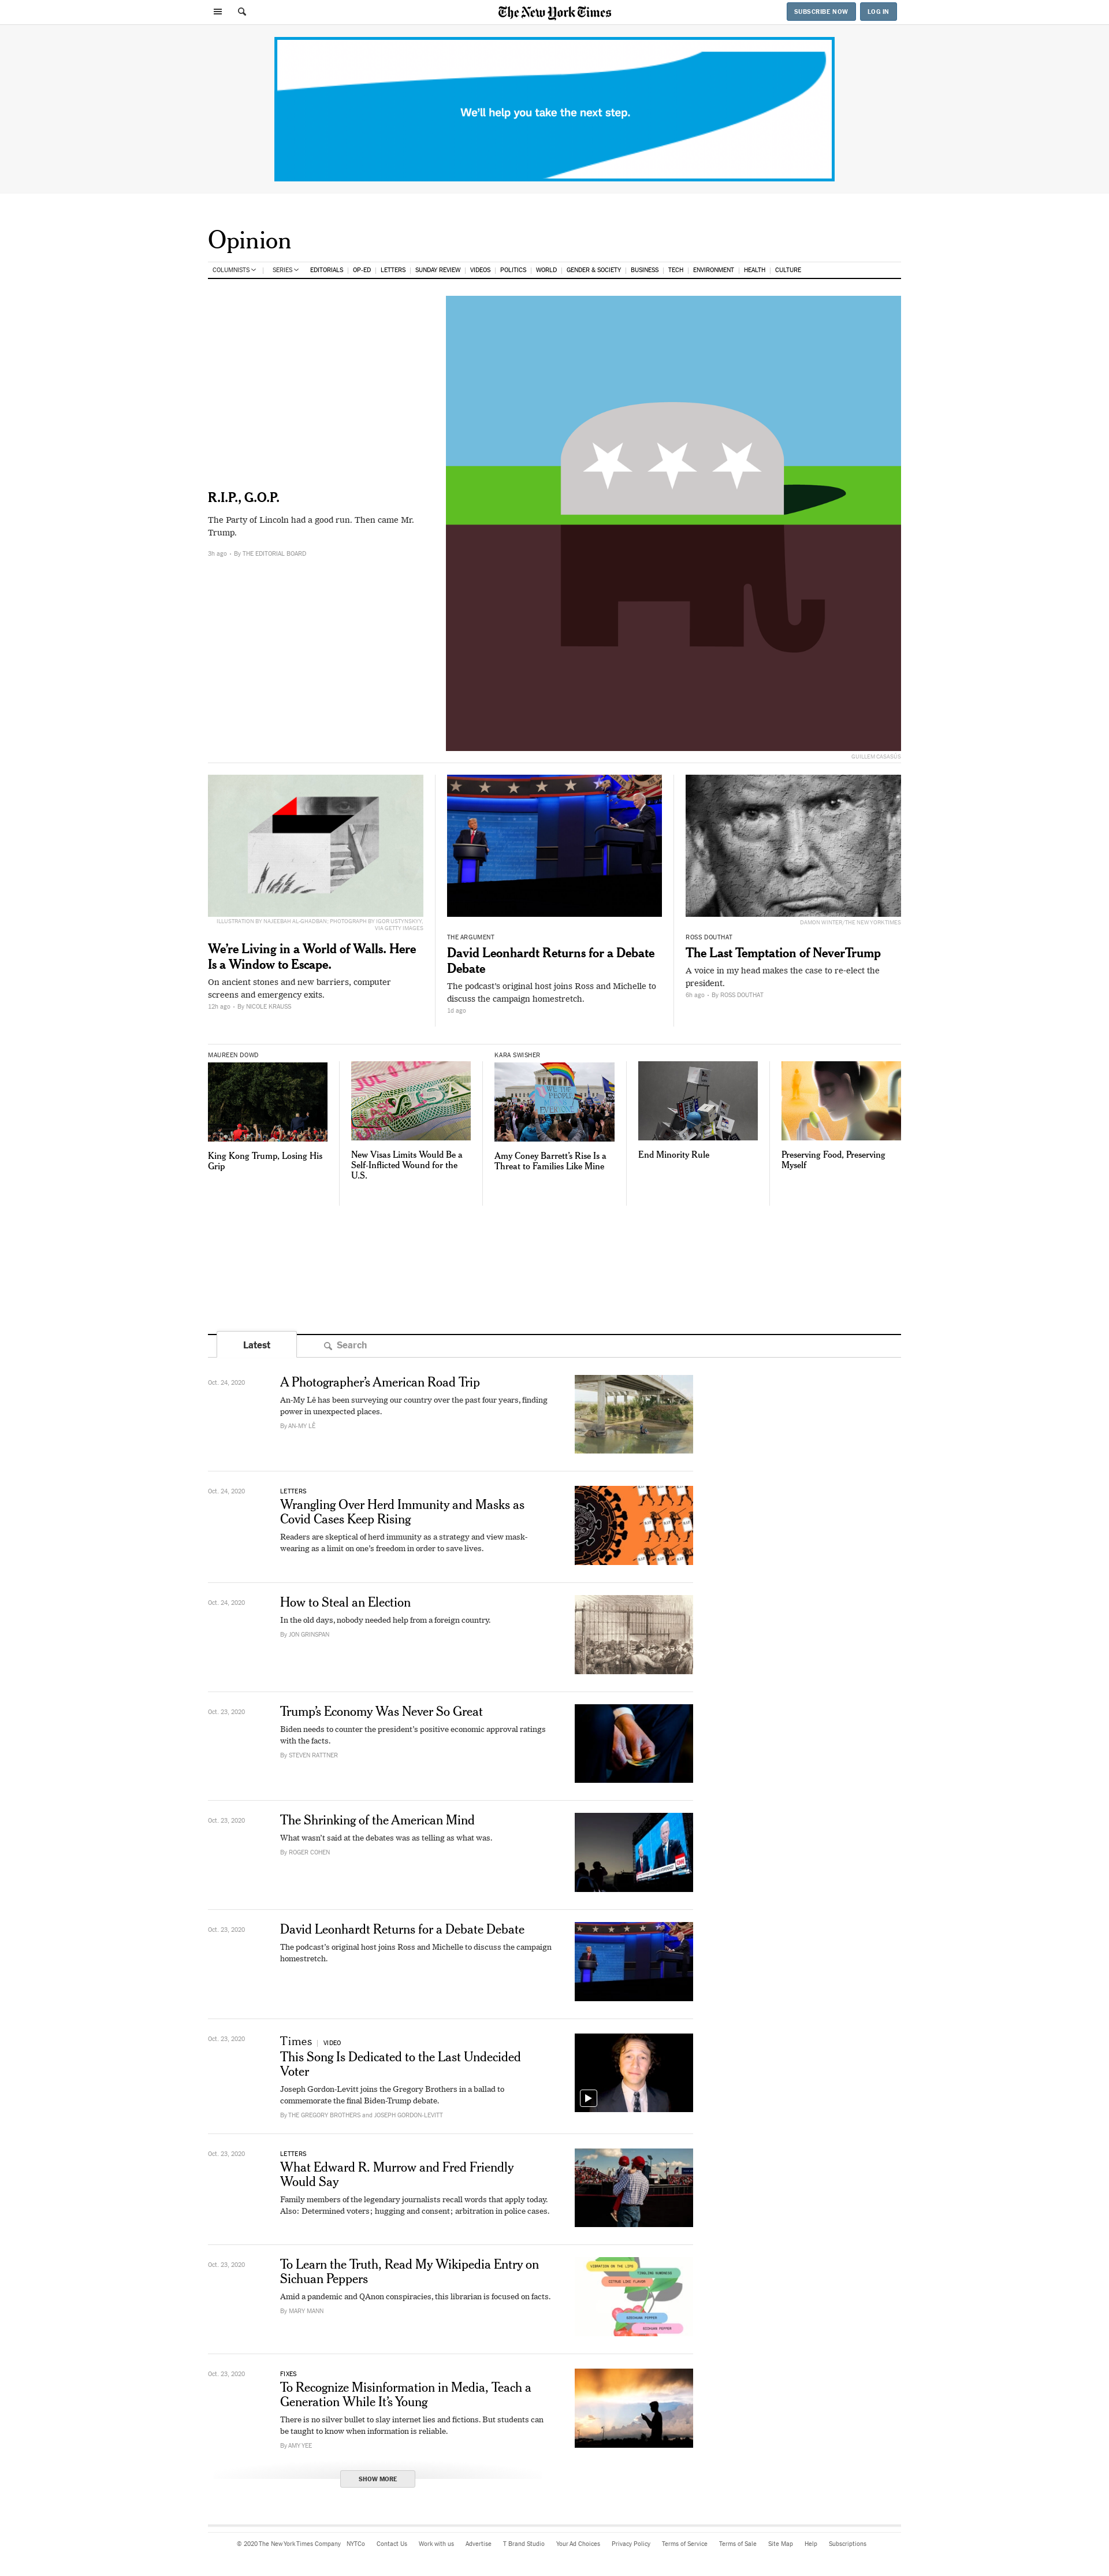 The New York Times
SUBSCRIBE NOW
LOG IN
We'll help you take the next step.
Opinion
COLUMNISTS | SERIES EDITORIALS | OP-ED | LETTERS | SUNDAY REVIEW | VIDEOS | POLITICS | WORLD | GENDER & SOCIETY | BUSINESS | TECH | ENVIRONMENT | HEALTH | CULTURE
R.I.P., G.O.P.
The Party of Lincoln had a good run. Then came Mr.
Trump.
3h ago · By THE EDITORIAL BOARD
GUILLEM CASASUS
ILLUSTRATION BY NAJEEBAH AL-GHADBAN; PHOTOGRAPH BY IGOR USTYNSKYY,
VIA GETTY IMAGES
We're Living in a World of Walls. Here
Is a Window to Escape.
On ancient stones and new barriers, computer
screens and emergency exits.
12h ago · By NICOLE KRAUSS
THE ARGUMENT
David Leonhardt Returns for a Debate
Debate
The podcast's original host joins Ross and Michelle to
discuss the campaign homestretch.
1d ago
DAMON WINTER/THE NEW YORK TIMES
ROSS DOUTHAT
The Last Temptation of NeverTrump
A voice in my head makes the case to re-elect the
president.
6h ago · By ROSS DOUTHAT
MAUREEN DOWD
King Kong Trump, Losing His
Grip
New Visas Limits Would Be a
Self-Inflicted Wound for the
U.S.
KARA SWISHER
Amy Coney Barrett's Rise Is a
Threat to Families Like Mine
End Minority Rule
Preserving Food, Preserving
Myself
Latest
Search
Oct. 24, 2020
A Photographer's American Road Trip
An-My Lê has been surveying our country over the past four years, finding
power in unexpected places.
By AN-MY LÊ
Oct. 24, 2020
LETTERS
Wrangling Over Herd Immunity and Masks as
Covid Cases Keep Rising
Readers are skeptical of herd immunity as a strategy and view mask-
wearing as a limit on one's freedom in order to save lives.
Oct. 24, 2020
How to Steal an Election
In the old days, nobody needed help from a foreign country.
By JON GRINSPAN
Oct. 23, 2020
Trump's Economy Was Never So Great
Biden needs to counter the president's positive economic approval ratings
with the facts.
By STEVEN RATTNER
Oct. 23, 2020
The Shrinking of the American Mind
What wasn't said at the debates was as telling as what was.
By ROGER COHEN
Oct. 23, 2020
David Leonhardt Returns for a Debate Debate
The podcast's original host joins Ross and Michelle to discuss the campaign
homestretch.
Oct. 23, 2020
Times | VIDEO
This Song Is Dedicated to the Last Undecided
Voter
Joseph Gordon-Levitt joins the Gregory Brothers in a ballad to
commemorate the final Biden-Trump debate.
By THE GREGORY BROTHERS and JOSEPH GORDON-LEVITT
Oct. 23, 2020
LETTERS
What Edward R. Murrow and Fred Friendly
Would Say
Family members of the legendary journalists recall words that apply today.
Also: Determined voters; hugging and consent; arbitration in police cases.
Oct. 23, 2020
To Learn the Truth, Read My Wikipedia Entry on
Sichuan Peppers
Amid a pandemic and QAnon conspiracies, this librarian is focused on facts.
By MARY MANN
VIBRATION ON THE LIPS
TINGLING NUMBNESS
CITRUS LIKE FLAVOR
SICHUAN PEPPER
SICHUAN PEPPER
Oct. 23, 2020
FIXES
To Recognize Misinformation in Media, Teach a
Generation While It's Young
There is no silver bullet to slay internet lies and fictions. But students can
be taught to know when information is reliable.
By AMY YEE
SHOW MORE
© 2020 The New York Times Company NYTCo Contact Us Work with us Advertise T Brand Studio Your Ad Choices Privacy Policy Terms of Service Terms of Sale Site Map Help Subscriptions